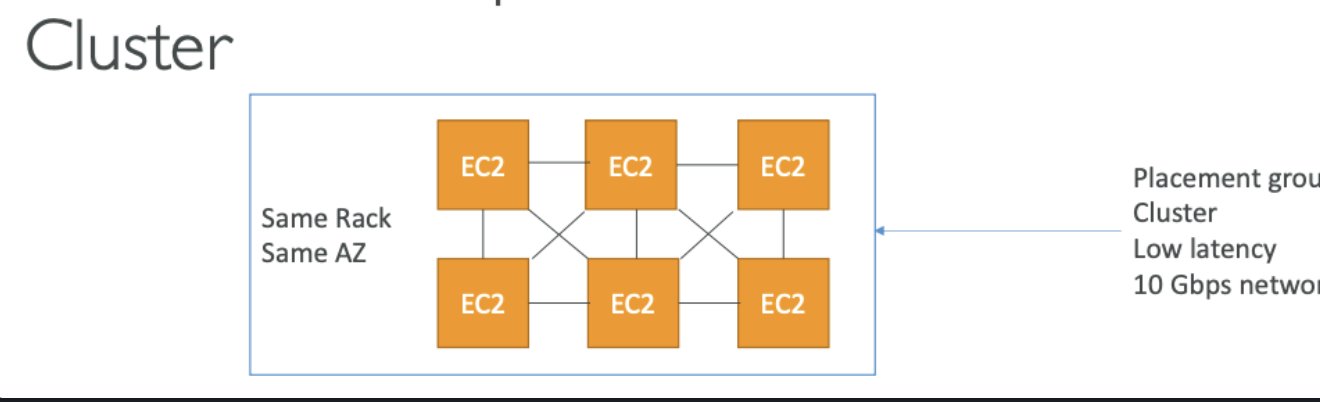 Cluster
EC2 EC2 EC2
Same Rack
Same AZ
EC2 EC2 EC2
Placement grou
Cluster
Low latency
10 Gbps networ